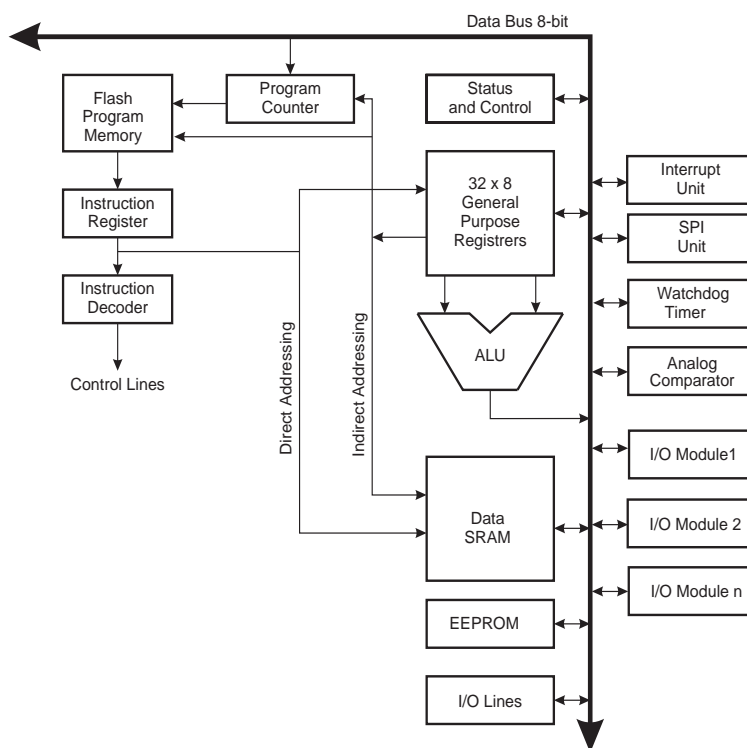 Data Bus 8-bit
Flash
Program
Memory
Program
Counter
Status
and Control
32 x 8
General
Purpose
Registrers
Interrupt
Unit
Instruction
Register
SPI
Unit
Instruction
Decoder
Watchdog
Timer
Control Lines
Direct Addressing
Indirect Addressing
ALU
Analog
Comparator
I/O Module1
Data
SRAM
I/O Module 2
I/O Module n
EEPROM
I/O Lines